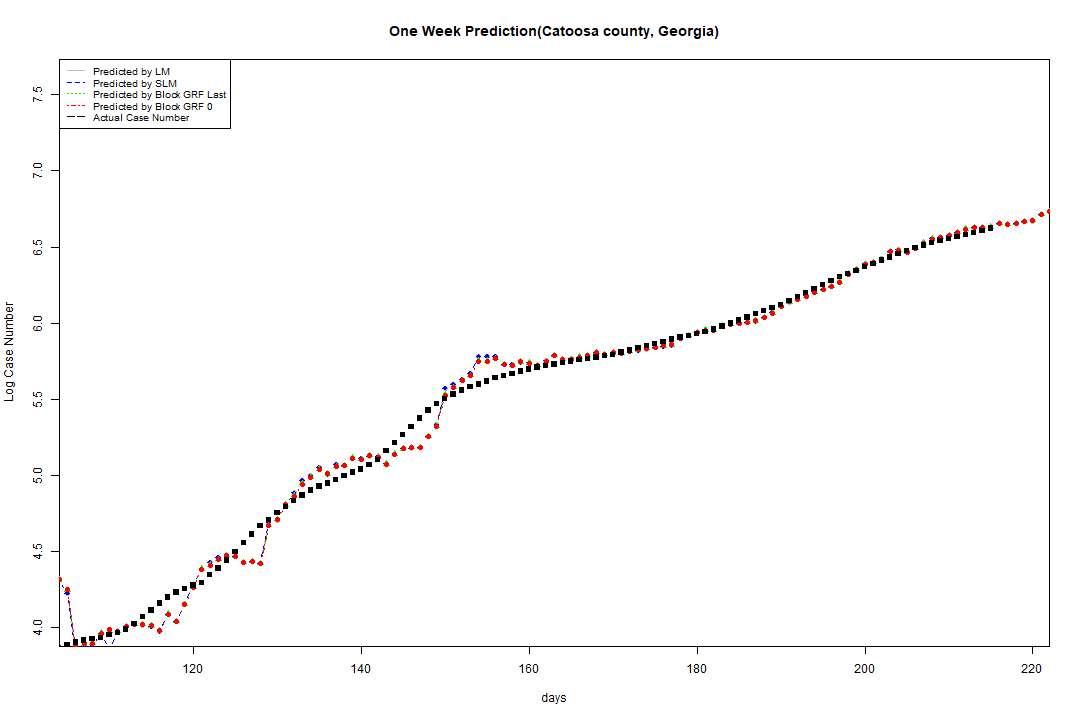 One Week Prediction(Catoosa county, Georgia)
Predicted by LM
Predicted by SLM
Predicted by Block GRF Last
Predicted by Block GRF 0
Actual Case Number
Log Case Number
7.5
7.0
6.5
6.0
5.5
5.0
4.5
4.0
120 140 160 180 200 220
days